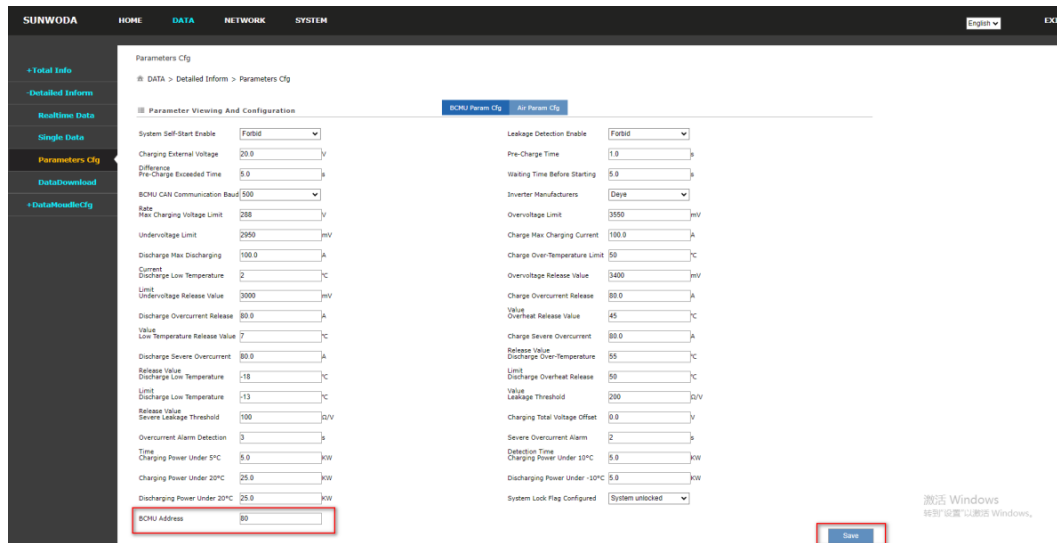 SUNWODA HOME DATA NETWORK SYSTEM English EXI
Parameters Cfg
+Total Info
DATA > Detailed Inform > Parameters Cfg
-Detailed Inform
Realtime Data
Parameter Viewing And Configuration BCMU Param Cfg Air Param Cfg
Single Data
Parameters Cfg
DataDownload
+DataMoudleCfg
System Self-Start Enable Forbid Leakage Detection Enable Forbid
Charging External Voltage 20.0 V Pre-Charge Time 1.0 s
Difference
Pre-Charge Exceeded Time 5.0 s Waiting Time Before Starting 5.0 s
BCMU CAN Communication Baud 500 Inverter Manufacturers Deye
Rate
Max Charging Voltage Limit 288 V Overvoltage Limit 3550 mV
Undervoltage Limit 2950 mV Charge Max Charging Current 100.0 A
Discharge Max Discharging 100.0 A Charge Over-Temperature Limit 50 °C
Current
Discharge Low Temperature 2 °C Overvoltage Release Value 3400 mV
Limit
Undervoltage Release Value 3000 mV Charge Overcurrent Release 80.0 A
Value
Discharge Overcurrent Release 80.0 A Overheat Release Value 45 °C
Value
Low Temperature Release Value 7 °C Charge Severe Overcurrent 80.0 A
Release Value
Discharge Severe Overcurrent 80.0 A Discharge Over-Temperature 55 °C
Release Value Limit
Discharge Low Temperature -18 °C Discharge Overheat Release 50 °C
Limit Value
Discharge Low Temperature -13 °C Leakage Threshold 200 Ω/V
Release Value
Severe Leakage Threshold 100 Ω/V Charging Total Voltage Offset 0.0 V
Overcurrent Alarm Detection 3 s Severe Overcurrent Alarm 2 s
Time Detection Time
Charging Power Under 5°C 5.0 KW Charging Power Under 10°C 5.0 KW
Charging Power Under 20°C 25.0 KW Discharging Power Under -10°C 5.0 KW
Discharging Power Under 20°C 25.0 KW System Lock Flag Configured System unlocked
BCMU Address 80
Save
激活 Windows
转到"设置"以激活 Windows。